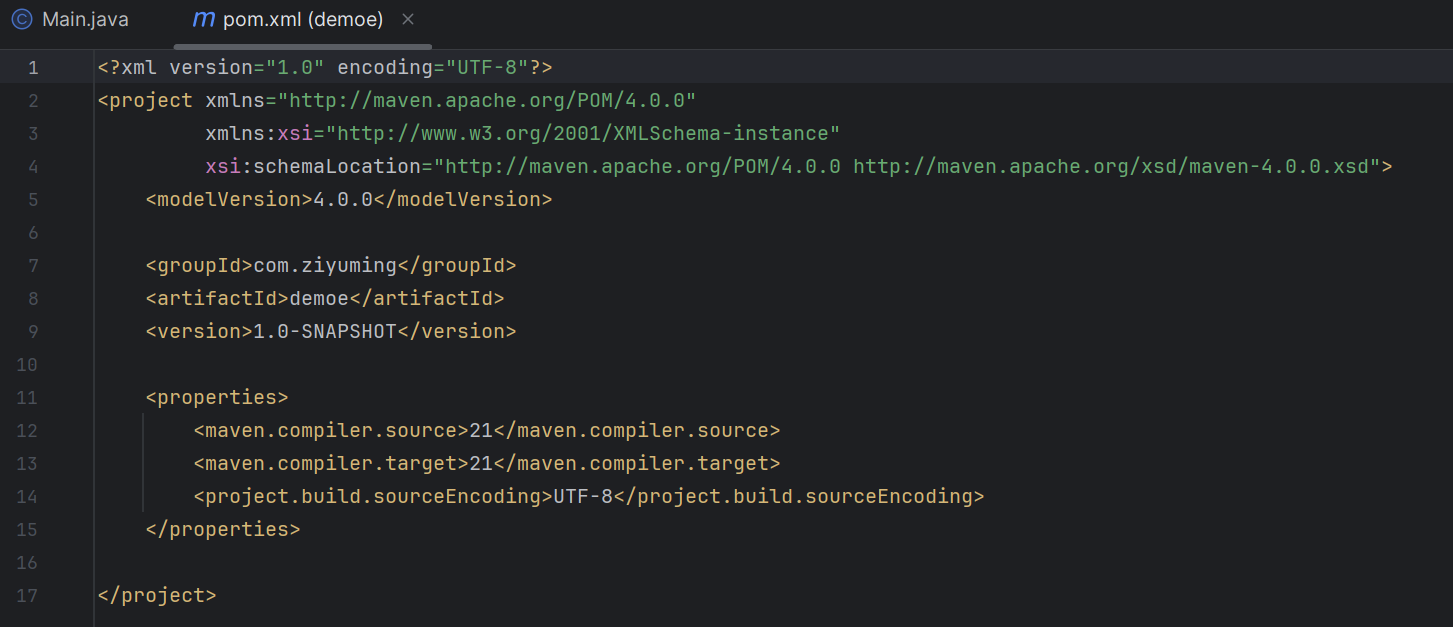 Main.java
pom.xml (demoe)
1 <?xml version="1.0" encoding="UTF-8"?>
2 <project xmlns="http://maven.apache.org/POM/4.0.0"
3          xmlns:xsi="http://www.w3.org/2001/XMLSchema-instance"
4          xsi:schemaLocation="http://maven.apache.org/POM/4.0.0 http://maven.apache.org/xsd/maven-4.0.0.xsd">
5     <modelVersion>4.0.0</modelVersion>
6
7     <groupId>com.ziyuming</groupId>
8     <artifactId>demoe</artifactId>
9     <version>1.0-SNAPSHOT</version>
10
11     <properties>
12         <maven.compiler.source>21</maven.compiler.source>
13         <maven.compiler.target>21</maven.compiler.target>
14         <project.build.sourceEncoding>UTF-8</project.build.sourceEncoding>
15     </properties>
16
17 </project>